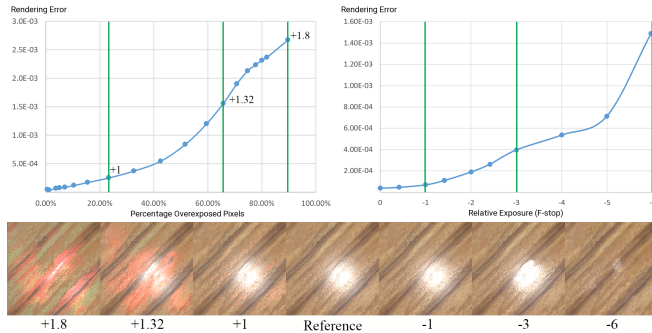 Rendering Error
3.0E-03
2.5E-03
2.0E-03
1.5E-03
1.0E-03
5.0E-04
+1
+1.32
+1.8
0.00%
20.00%
40.00%
60.00%
80.00%
100.00%
Percentage Overexposed Pixels
Rendering Error
1.60E-03
1.40E-03
1.20E-03
1.00E-03
8.00E-04
6.00E-04
4.00E-04
2.00E-04
0
-1
-2
-3
-4
-5
Relative Exposure (F-stop)
+1.8
+1.32
+1
Reference
-1
-3
-6